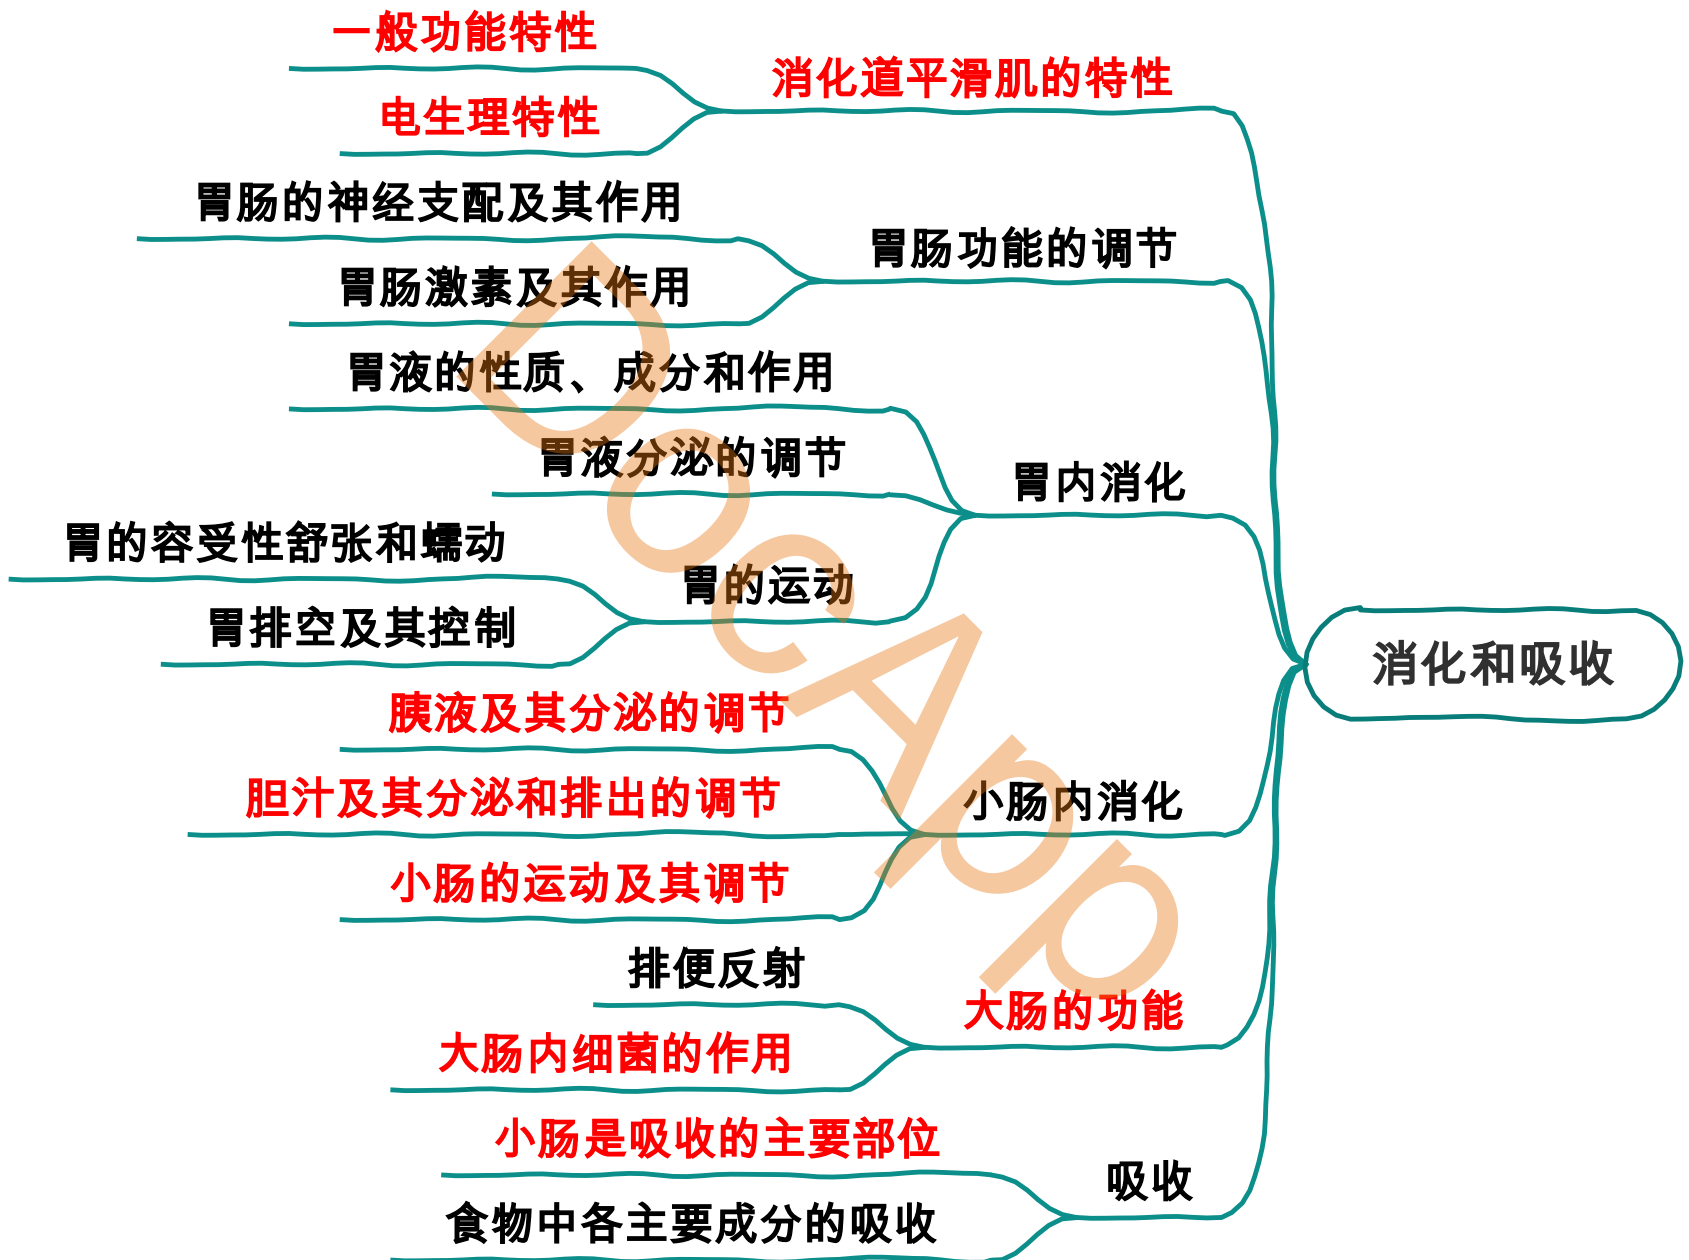 一般功能特性
消化道平滑肌的特性
电生理特性
胃肠的神经支配及其作用
胃肠功能的调节
胃肠激素及其作用
胃液的性质、成分和作用
胃液分泌的调节
胃内消化
胃的容受性舒张和蠕动
胃的运动
胃排空及其控制
消化和吸收
胰液及其分泌的调节
胆汁及其分泌和排出的调节
小肠内消化
小肠的运动及其调节
排便反射
大肠的功能
大肠内细菌的作用
小肠是吸收的主要部位
吸收
食物中各主要成分的吸收
DocApp